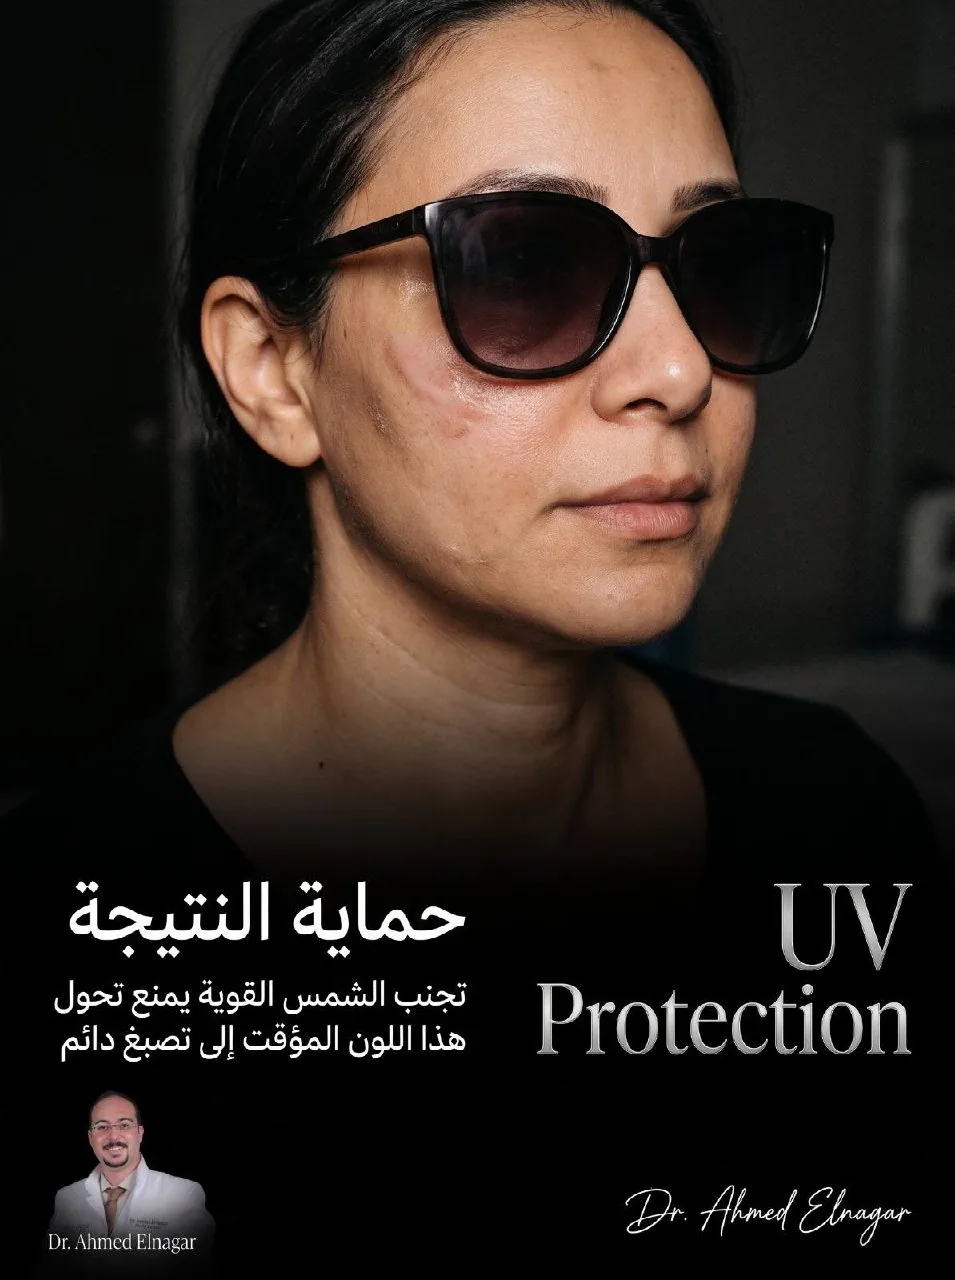 حماية النتيجة
تجنب الشمس القوية يمنع تحول
هذا اللون المؤقت إلى تصبغ دائم
UV
Protection
Dr. Ahmed Elnagar
Dr. Ahmed Elnagar